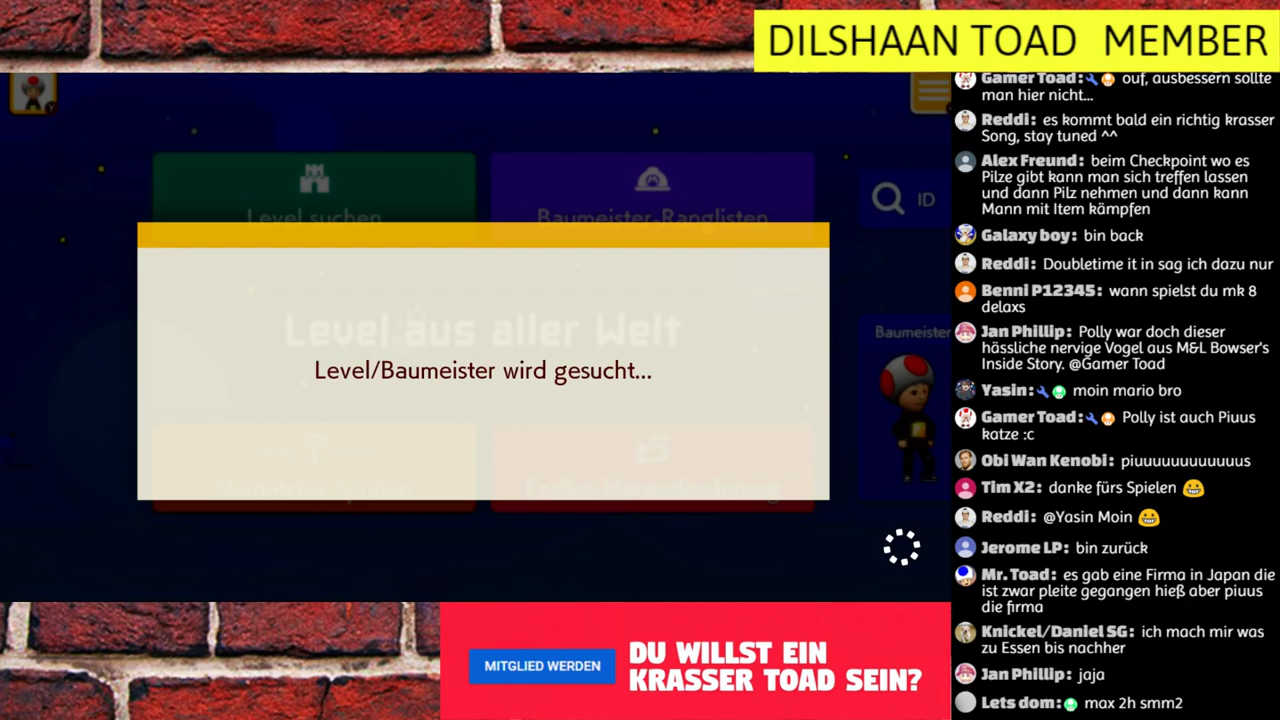 DILSHAAN TOAD MEMBER
Level suchen
Baumeister-Ranglisten
ID
Level aus aller Welt
Level/Baumeister wird gesucht...
Baumeister
MITGLIED WERDEN
DU WILLST EIN
KRASSER TOAD SEIN?
Gamer Toad: ouf, ausbessern sollte
man hier nicht...
Reddi: es kommt bald ein richtig krasser
Song, stay tuned ^^
Alex Freund: beim Checkpoint wo es
Pilze gibt kann man sich treffen lassen
und dann Pilz nehmen und dann kann
Mann mit Item kämpfen
Galaxy boy: bin back
Reddi: Doubletime it in sag ich dazu nur
Benni P12345: wann spielst du mk 8
delaxs
Jan Phillip: Polly war doch dieser
hässliche nervige Vogel aus M&L Bowser's
Inside Story. @Gamer Toad
Yasin: moin mario bro
Gamer Toad: Polly ist auch Piuus
katze :c
Obi Wan Kenobi: piuuuuuuuuuuus
Tim X2: danke fürs Spielen 😀
Reddi: @Yasin Moin 😀
Jerome LP: bin zurück
Mr. Toad: es gab eine Firma in Japan die
ist zwar pleite gegangen hieß aber piuus
die firma
Knickel/Daniel SG: ich mach mir was
zu Essen bis nachher
Jan Phillip: jaja
Lets dom: max 2h smm2